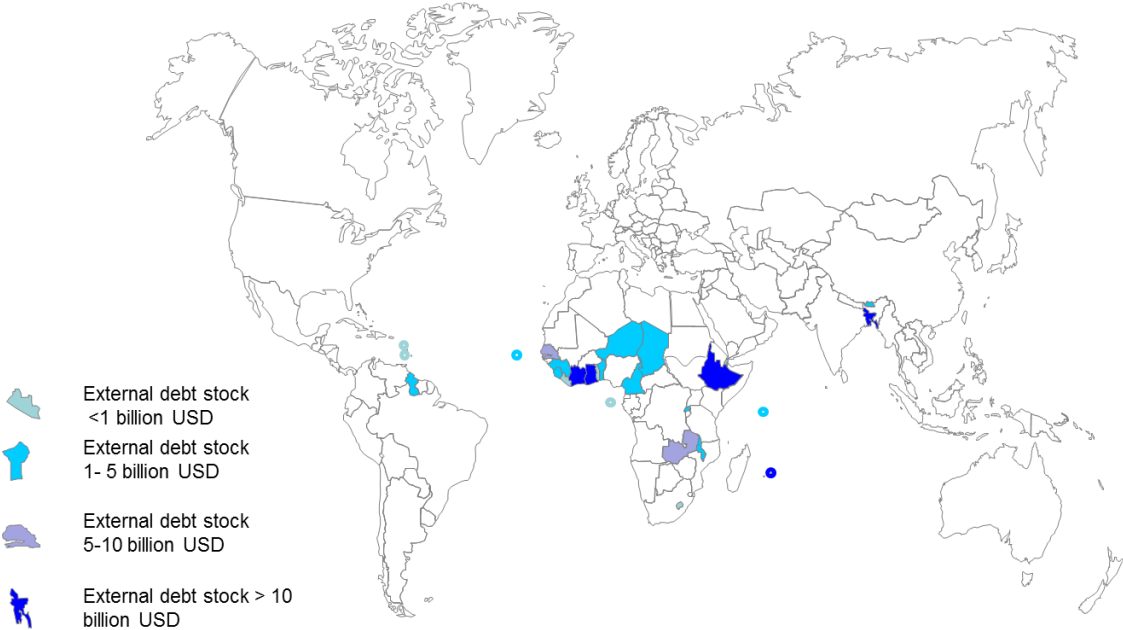 External debt stock
<1 billion USD
External debt stock
1- 5 billion USD
External debt stock
5-10 billion USD
External debt stock > 10
billion USD